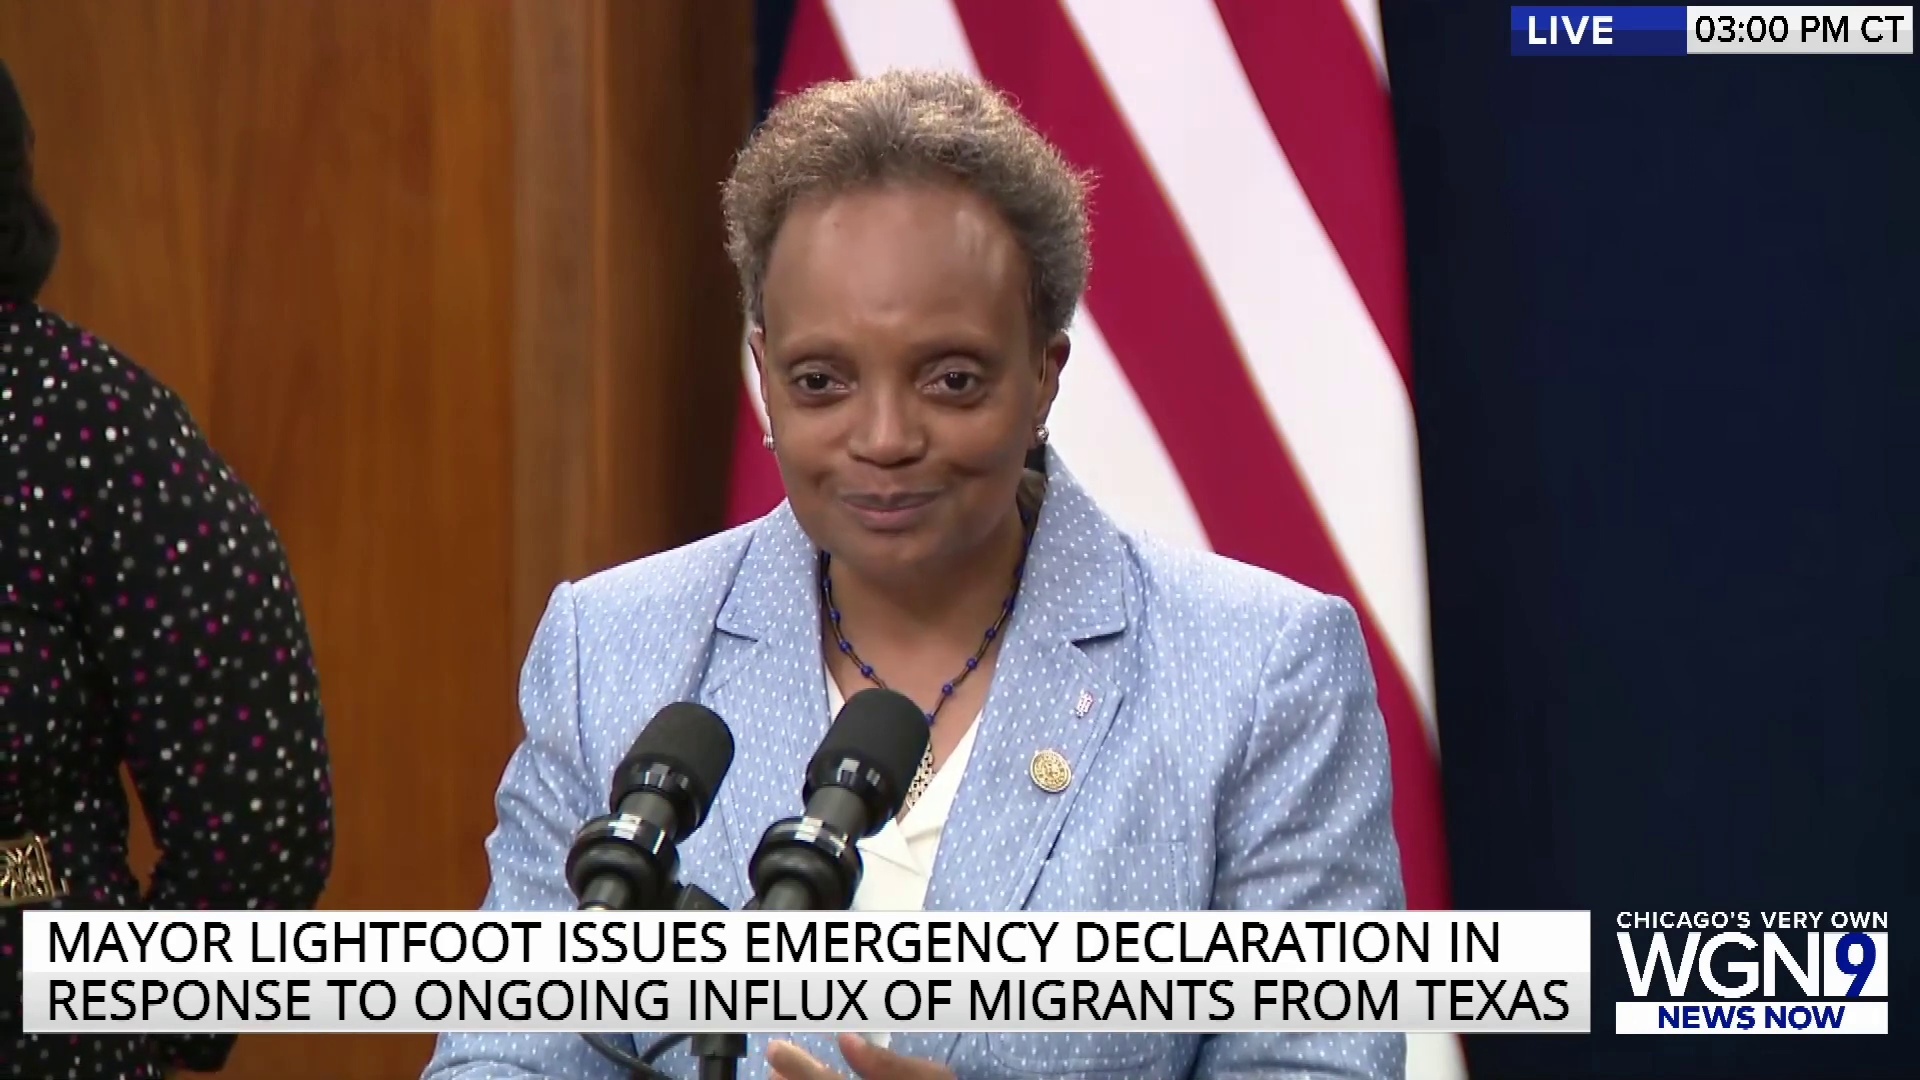 LIVE 03:00 PM CT
MAYOR LIGHTFOOT ISSUES EMERGENCY DECLARATION IN
RESPONSE TO ONGOING INFLUX OF MIGRANTS FROM TEXAS
CHICAGO'S VERY OWN
WGN9
NEWS NOW